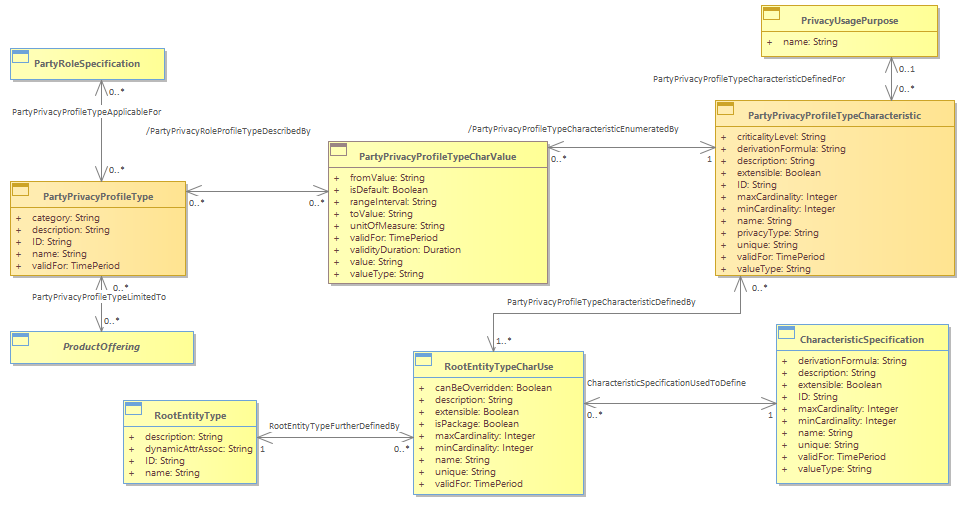 PrivacyUsagePurpose
+ name: String
PartyRoleSpecification
0..*
PartyPrivacyProfileTypeApplicableFor
0..*
PartyPrivacyProfileTypeCharacteristicDefinedFor
0..1
0..*
PartyPrivacyProfileTypeCharacteristic
+ criticalityLevel: String
+ derivationFormula: String
+ description: String
+ extensible: Boolean
+ ID: String
+ maxCardinality: Integer
+ minCardinality: Integer
+ name: String
+ privacyType: String
+ unique: String
+ validFor: TimePeriod
+ valueType: String
/PartyPrivacyRoleProfileTypeDescribedBy
0..*
0..*
/PartyPrivacyProfileTypeCharacteristicEnumeratedBy
0..*
1
PartyPrivacyProfileTypeCharValue
+ fromValue: String
+ isDefault: Boolean
+ rangeInterval: String
+ toValue: String
+ unitOfMeasure: String
+ validFor: TimePeriod
+ validityDuration: Duration
+ value: String
+ valueType: String
PartyPrivacyProfileType
+ category: String
+ description: String
+ ID: String
+ name: String
+ validFor: TimePeriod
0..*
PartyPrivacyProfileTypeLimitedTo
0..*
ProductOffering
0..*
PartyPrivacyProfileTypeCharacteristicDefinedBy
1..*
RootEntityTypeCharUse
+ canBeOverridden: Boolean
+ description: String
+ extensible: Boolean
+ isPackage: Boolean
+ maxCardinality: Integer
+ minCardinality: Integer
+ name: String
+ unique: String
+ validFor: TimePeriod
CharacteristicSpecificationUsedToDefine
0..*
1
CharacteristicSpecification
+ derivationFormula: String
+ description: String
+ extensible: Boolean
+ ID: String
+ maxCardinality: Integer
+ minCardinality: Integer
+ name: String
+ unique: String
+ validFor: TimePeriod
+ valueType: String
RootEntityType
+ description: String
+ dynamicAttrAssoc: String
+ ID: String
+ name: String
RootEntityTypeFurtherDefinedBy
1
0..*